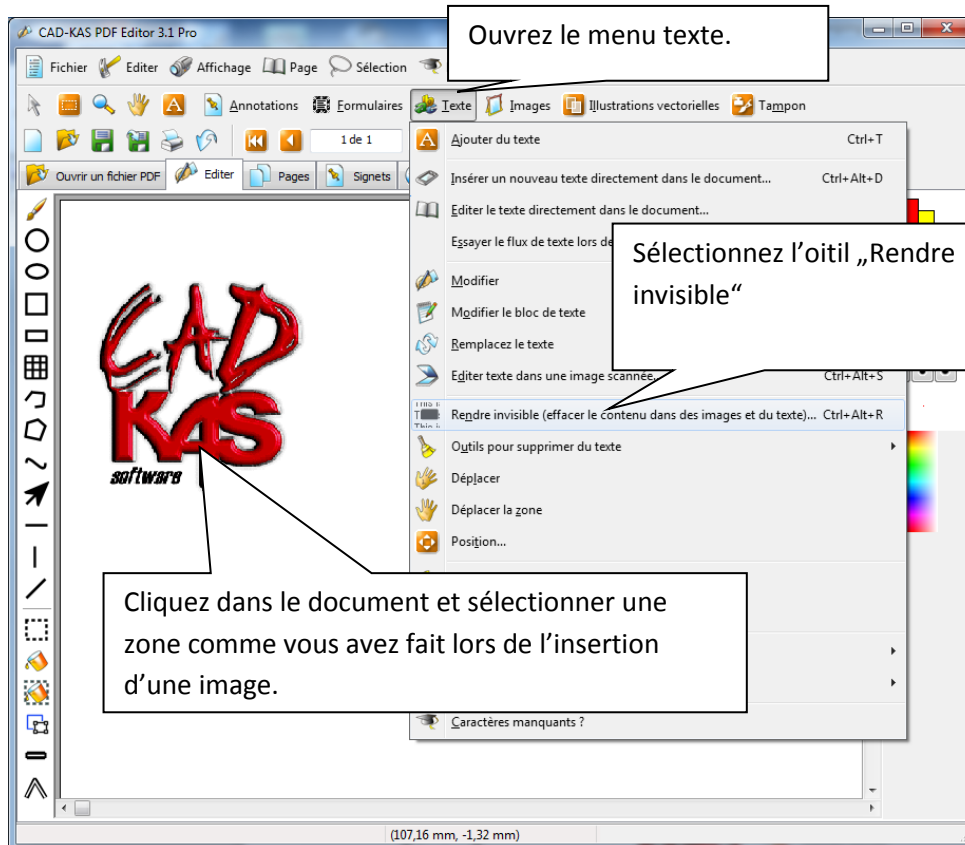 CAD-KAS PDF Editor 3.1 Pro
Ouvrez le menu texte.
Fichier Editer Affichage Page Sélection
Annotations Formulaires Texte Images Illustrations vectorielles Tampon
1 de 1
Ouvrir un fichier PDF Editer Pages Signets
Ajouter du texte Ctrl+T
Insérer un nouveau texte directement dans le document... Ctrl+Alt+D
Editer le texte directement dans le document...
Essayer le flux de texte lors de
Sélectionnez l’oitil „Rendre
invisible“
Modifier
Modifier le bloc de texte
Remplacez le texte
Editer texte dans une image scannée... Ctrl+Alt+S
Rendre invisible (effacer le contenu dans des images et du texte)... Ctrl+Alt+R
Outils pour supprimer du texte
Déplacer
Déplacer la zone
Position...
CAD
KAS
software
Cliquez dans le document et sélectionner une
zone comme vous avez fait lors de l’insertion
d’une image.
Caractères manquants ?
(107,16 mm, -1,32 mm)